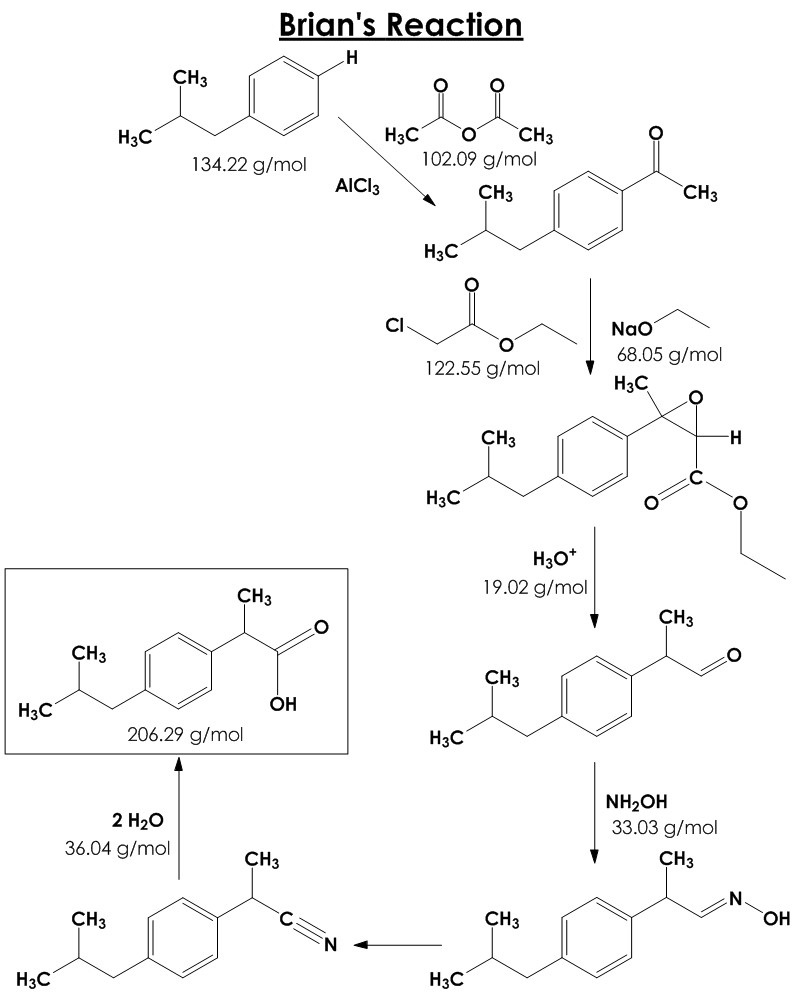 Brian's Reaction
H
CH3
H3C
134.22 g/mol
O O
H3C O CH3
102.09 g/mol
AlCl3
O
CH3
CH3
H3C
O
Cl
O
122.55 g/mol
NaO
68.05 g/mol
H3C
O
H
CH3
C
H3C
O
O
H3O+
19.02 g/mol
CH3
O
CH3
H3C
NH2OH
33.03 g/mol
CH3
N
OH
CH3
H3C
CH3
C
N
CH3
H3C
2 H2O
36.04 g/mol
CH3
O
CH3
OH
H3C
206.29 g/mol